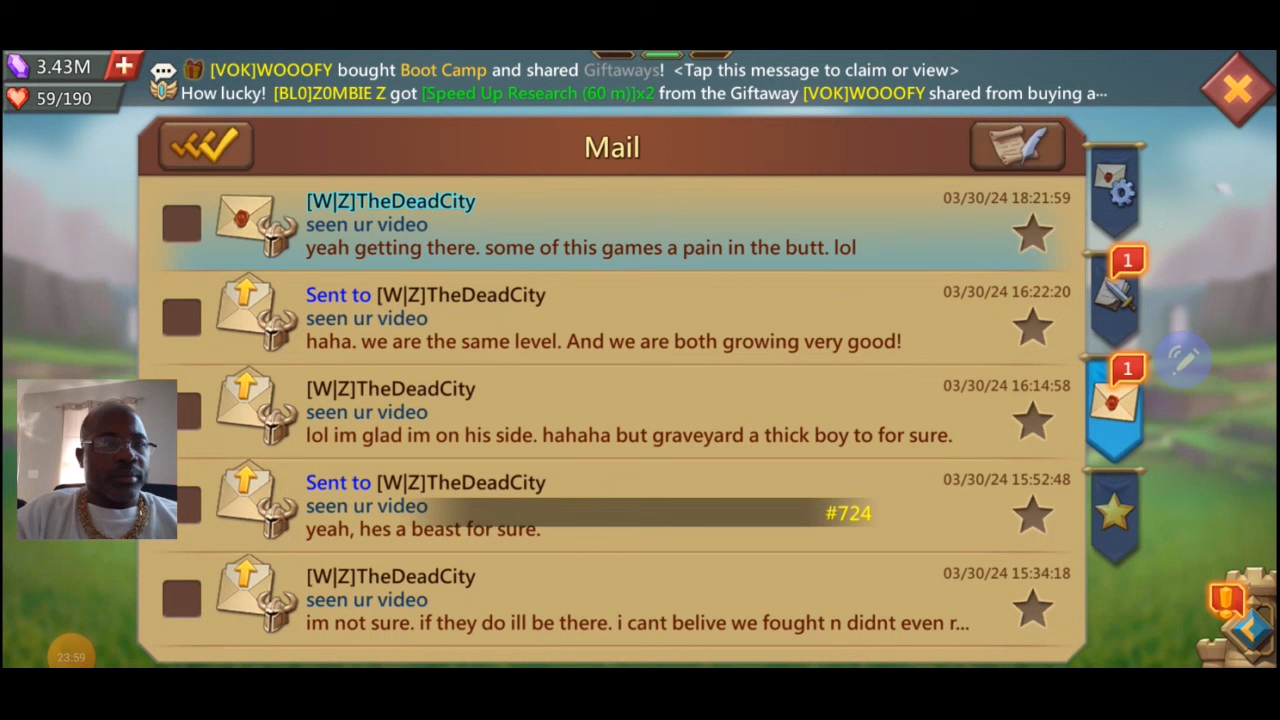 3.43M
59/190
[VOK]WOOOFY bought Boot Camp and shared Giftaways! <Tap this message to claim or view>
How lucky! [BL0]Z0MBIE Z got [Speed Up Research (60 m)]x2 from the Giftaway [VOK]WOOOFY shared from buying a...
Mail
[W|Z]TheDeadCity
03/30/24 18:21:59
seen ur video
yeah getting there. some of this games a pain in the butt. lol
Sent to [W|Z]TheDeadCity
03/30/24 16:22:20
seen ur video
haha. we are the same level. And we are both growing very good!
[W|Z]TheDeadCity
03/30/24 16:14:58
seen ur video
lol im glad im on his side. hahaha but graveyard a thick boy to for sure.
Sent to [W|Z]TheDeadCity
03/30/24 15:52:48
seen ur video
#724
yeah, hes a beast for sure.
[W|Z]TheDeadCity
03/30/24 15:34:18
seen ur video
im not sure. if they do ill be there. i cant belive we fought n didnt even r...
1
1
23:59